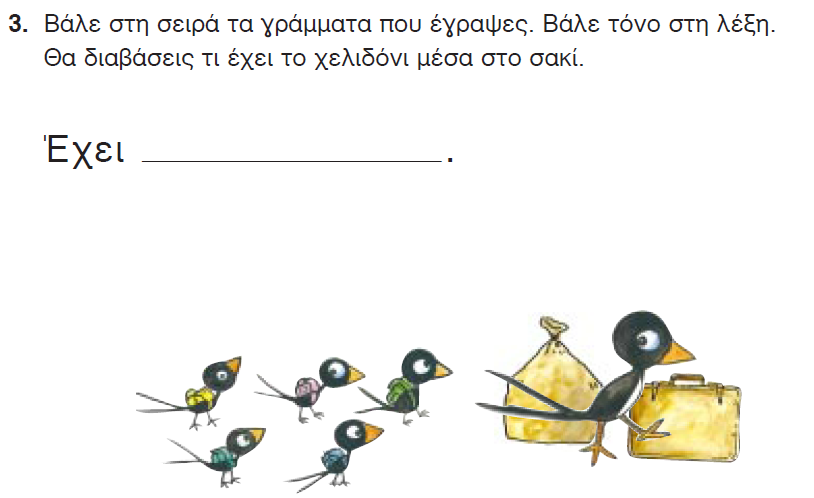 3. Βάλε στη σειρά τα γράμματα που έγραψες. Βάλε τόνο στη λέξη.
Θα διαβάσεις τι έχει το χελιδόνι μέσα στο σακί.
Έχει ____________________.